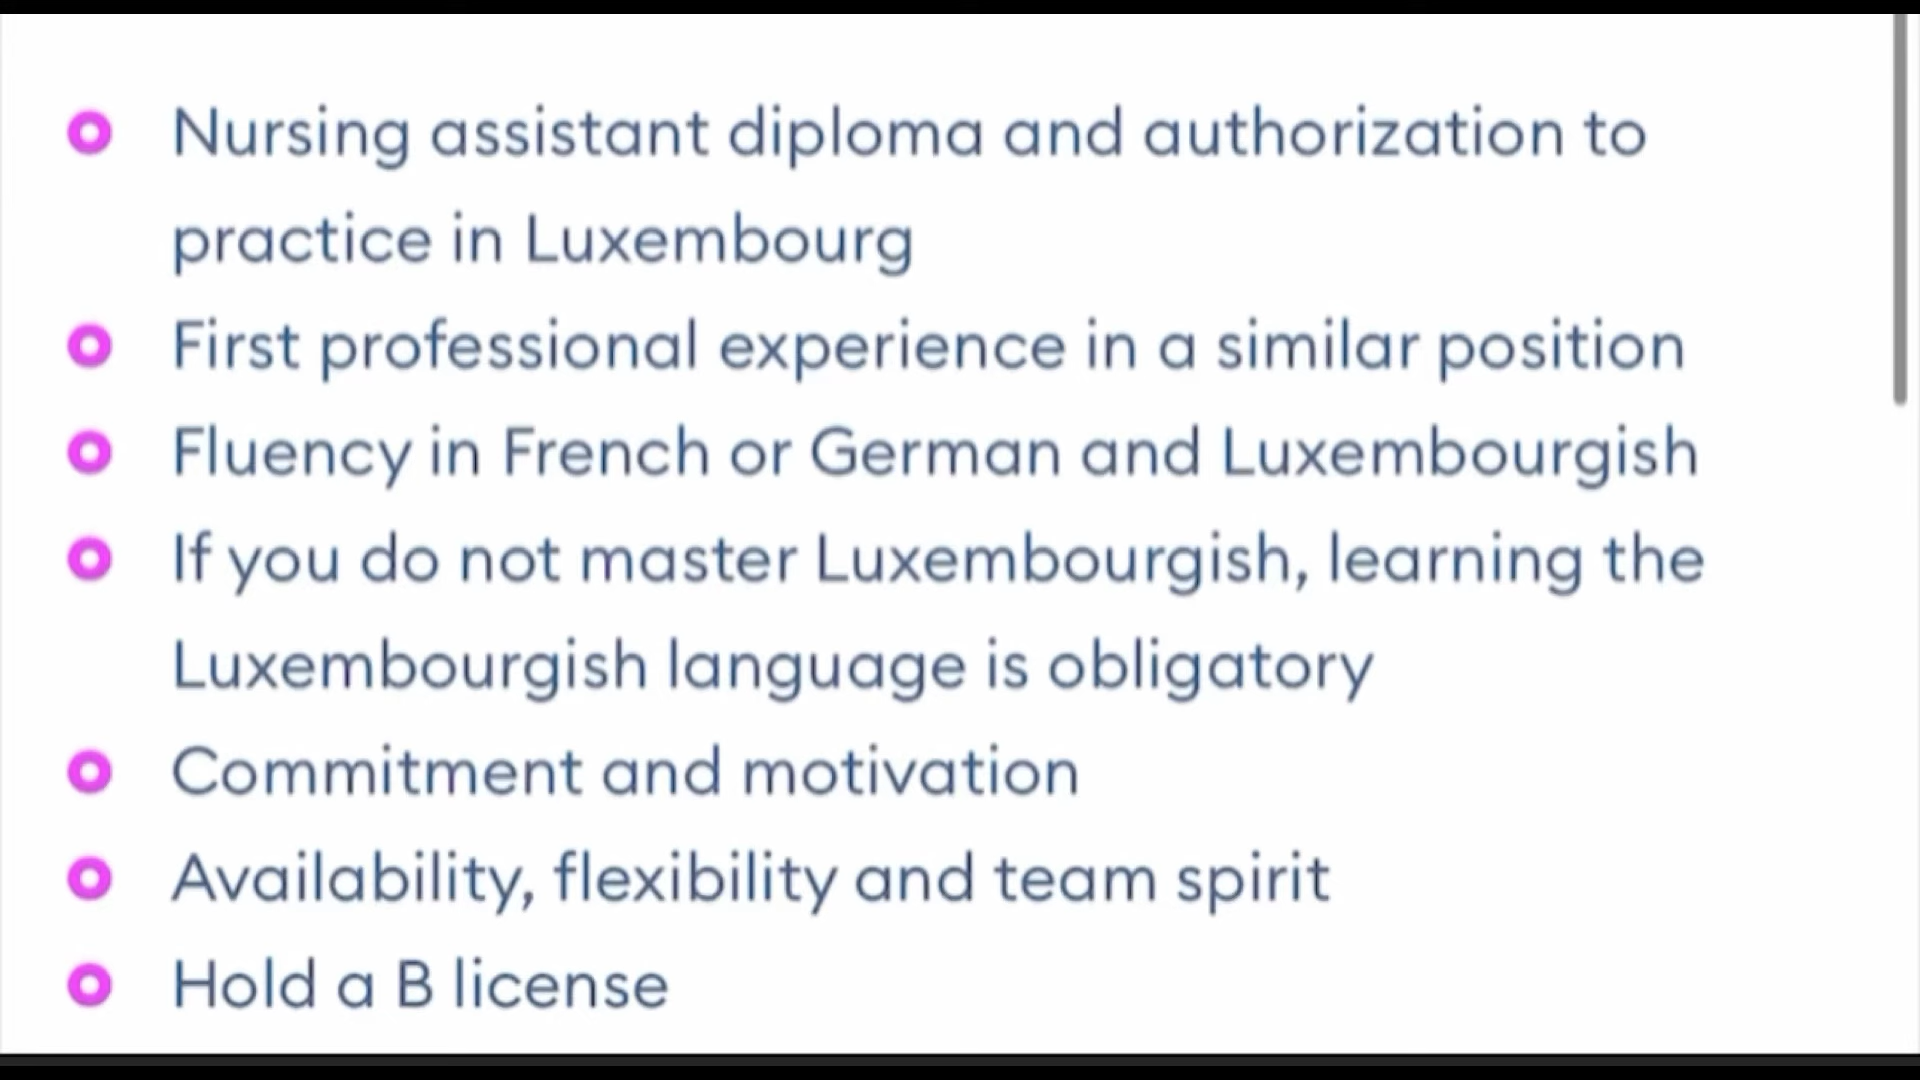 Nursing assistant diploma and authorization to
practice in Luxembourg
First professional experience in a similar position
Fluency in French or German and Luxembourgish
If you do not master Luxembourgish, learning the
Luxembourgish language is obligatory
Commitment and motivation
Availability, flexibility and team spirit
Hold a B license